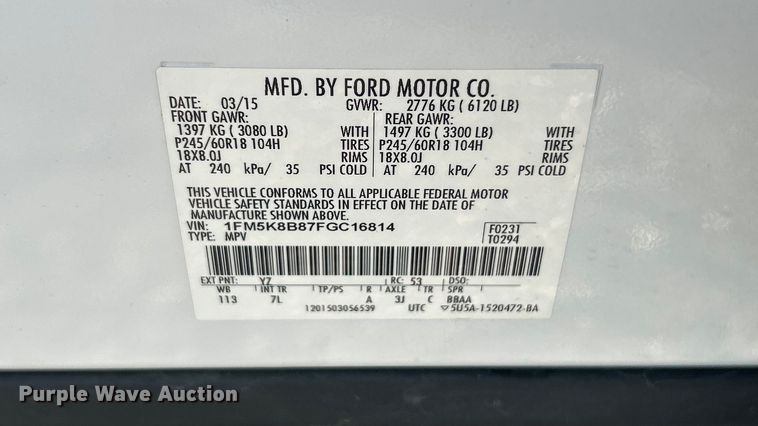 MFD. BY FORD MOTOR CO.
DATE: 03/15 GVWR: 2776 KG ( 6120 LB)
FRONT GAWR: REAR GAWR:
1397 KG ( 3080 LB) WITH 1497 KG ( 3300 LB) WITH
P245/60R18 104H TIRES P245/60R18 104H TIRES
18X8.0J RIMS 18X8.0J RIMS
AT 240 kPa/ 35 PSI COLD AT 240 kPa/ 35 PSI COLD
THIS VEHICLE CONFORMS TO ALL APPLICABLE FEDERAL MOTOR
VEHICLE SAFETY STANDARDS IN EFFECT ON THE DATE OF
MANUFACTURE SHOWN ABOVE.
VIN: 1FM5K8B87FGC16814 F0231
TYPE: MPV T0294
EXT PNT: YZ RC: 53 DSO:
WB INT TR TP/PS R AXLE TR SPR
113 7L A 3J C BBAA
1201503056539 UTC ▽5U5A-1520472-BA
Purple Wave Auction